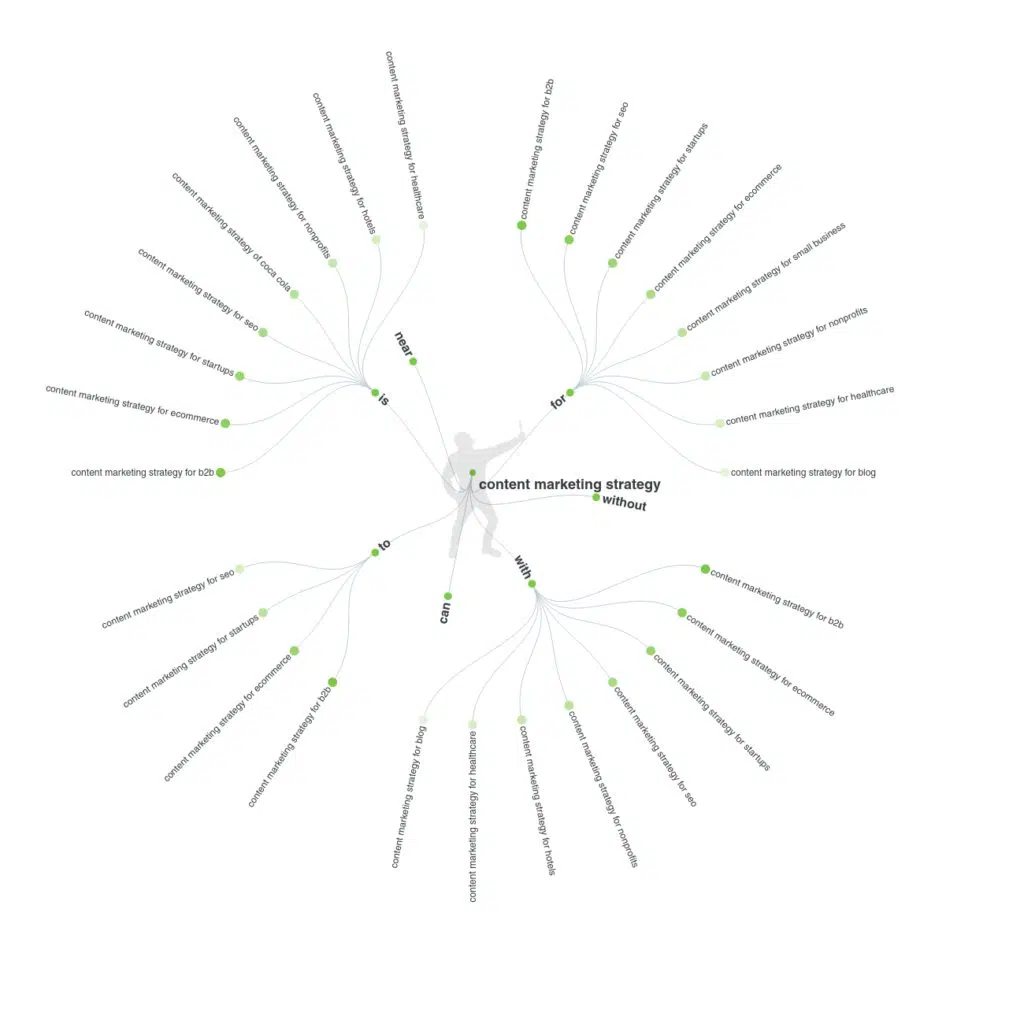 content marketing strategy
for
content marketing strategy for b2b
content marketing strategy for seo
content marketing strategy for startups
content marketing strategy for ecommerce
content marketing strategy for small business
content marketing strategy for nonprofits
content marketing strategy for healthcare
content marketing strategy for blog
without
with
content marketing strategy for b2b
content marketing strategy for ecommerce
content marketing strategy for startups
content marketing strategy for seo
content marketing strategy for nonprofits
content marketing strategy for hotels
content marketing strategy for healthcare
content marketing strategy for blog
can
to
content marketing strategy for b2b
content marketing strategy for ecommerce
content marketing strategy for startups
content marketing strategy for seo
is
content marketing strategy for b2b
content marketing strategy for ecommerce
content marketing strategy for startups
content marketing strategy for seo
content marketing strategy of coca cola
content marketing strategy for nonprofits
content marketing strategy for hotels
content marketing strategy for healthcare
near